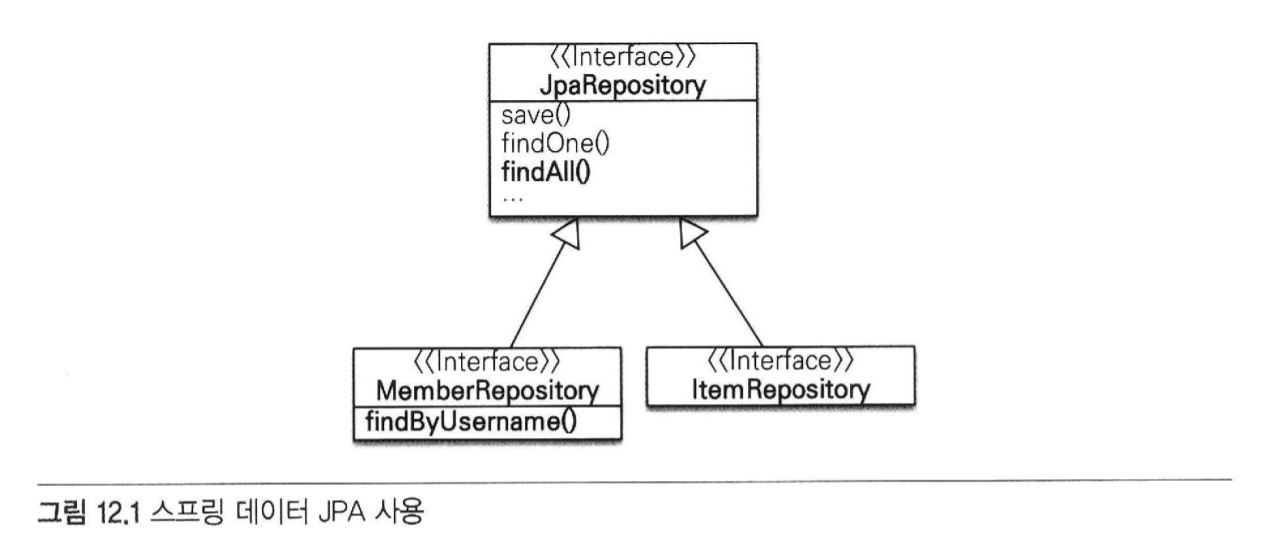 《Interface》
JpaRepository
save()
findOne()
findAll()
...
《Interface》
MemberRepository
findByUsername()
《Interface》
ItemRepository
그림 12.1 스프링 데이터 JPA 사용